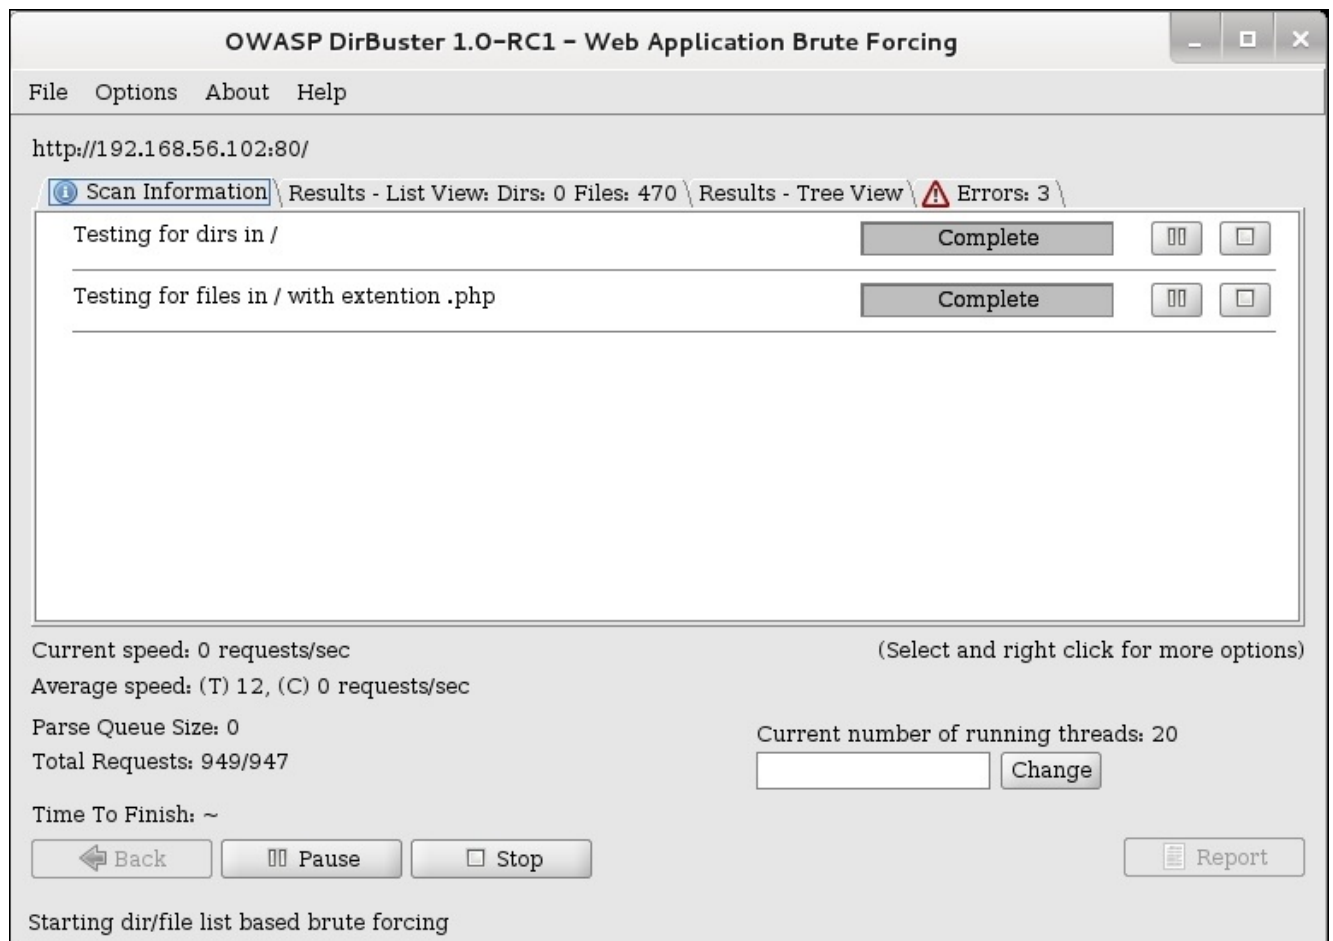 OWASP DirBuster 1.0-RC1 - Web Application Brute Forcing
File Options About Help
http://192.168.56.102:80/
Scan Information Results - List View: Dirs: 0 Files: 470 Results - Tree View Errors: 3
Testing for dirs in / Complete
Testing for files in / with extention .php Complete
Current speed: 0 requests/sec (Select and right click for more options)
Average speed: (T) 12, (C) 0 requests/sec
Parse Queue Size: 0
Current number of running threads: 20
Total Requests: 949/947
Change
Time To Finish: ~
Back Pause Stop Report
Starting dir/file list based brute forcing